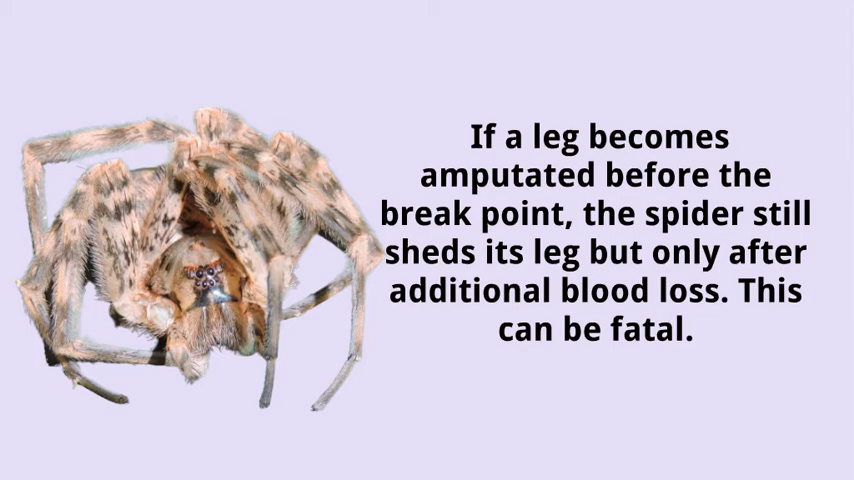 If a leg becomes
amputated before the
break point, the spider still
sheds its leg but only after
additional blood loss. This
can be fatal.